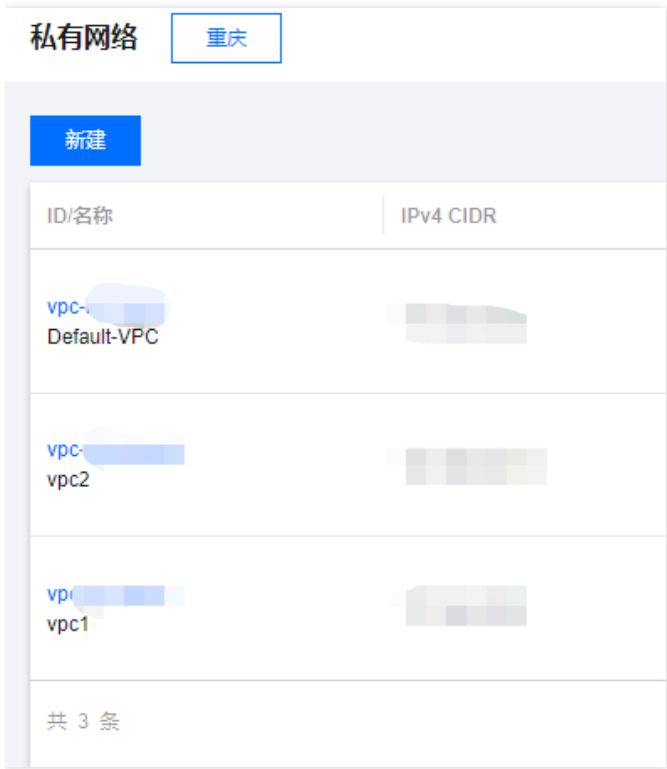 私有网络 重庆
新建
ID/名称 IPv4 CIDR
vpc-
Default-VPC
vpc-
vpc2
vpc
vpc1
共 3 条